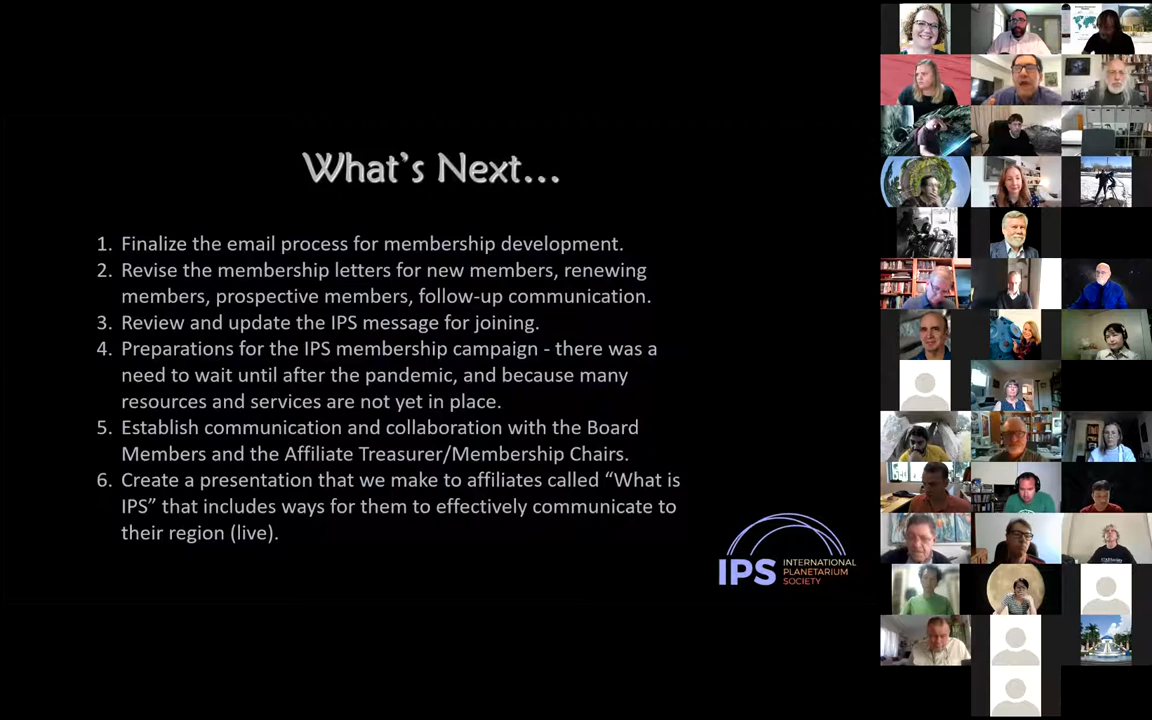 What's Next...
1. Finalize the email process for membership development.
2. Revise the membership letters for new members, renewing
members, prospective members, follow-up communication.
3. Review and update the IPS message for joining.
4. Preparations for the IPS membership campaign - there was a
need to wait until after the pandemic, and because many
resources and services are not yet in place.
5. Establish communication and collaboration with the Board
Members and the Affiliate Treasurer/Membership Chairs.
6. Create a presentation that we make to affiliates called “What is
IPS” that includes ways for them to effectively communicate to
their region (live).
IPS INTERNATIONAL
PLANETARIUM
SOCIETY